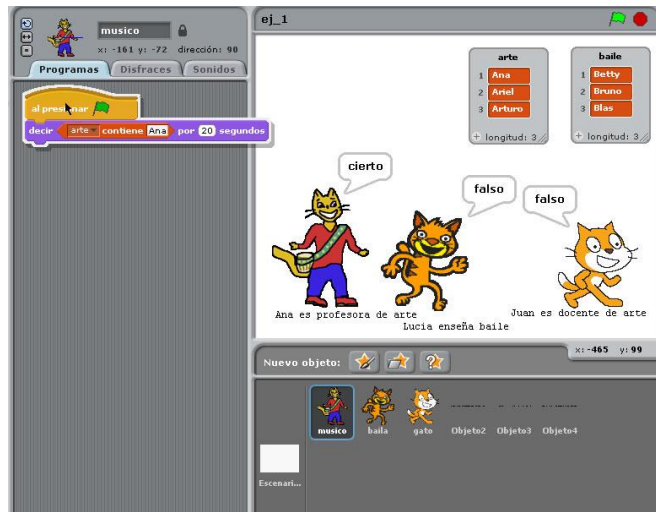 musico
x: -161 y: -72 dirección: 90
Programas Disfraces Sonidos
al presionar
decir arte contiene Ana por 20 segundos
ej_1
arte
1 Ana
2 Ariel
3 Arturo
+ longitud: 3
baile
1 Betty
2 Bruno
3 Blas
+ longitud: 3
cierto
falso
falso
Ana es profesora de arte
Lucia enseña baile
Juan es docente de arte
x: -465 y: 99
Nuevo objeto:
musico baila gato Objeto2 Objeto3 Objeto4
Escenari...